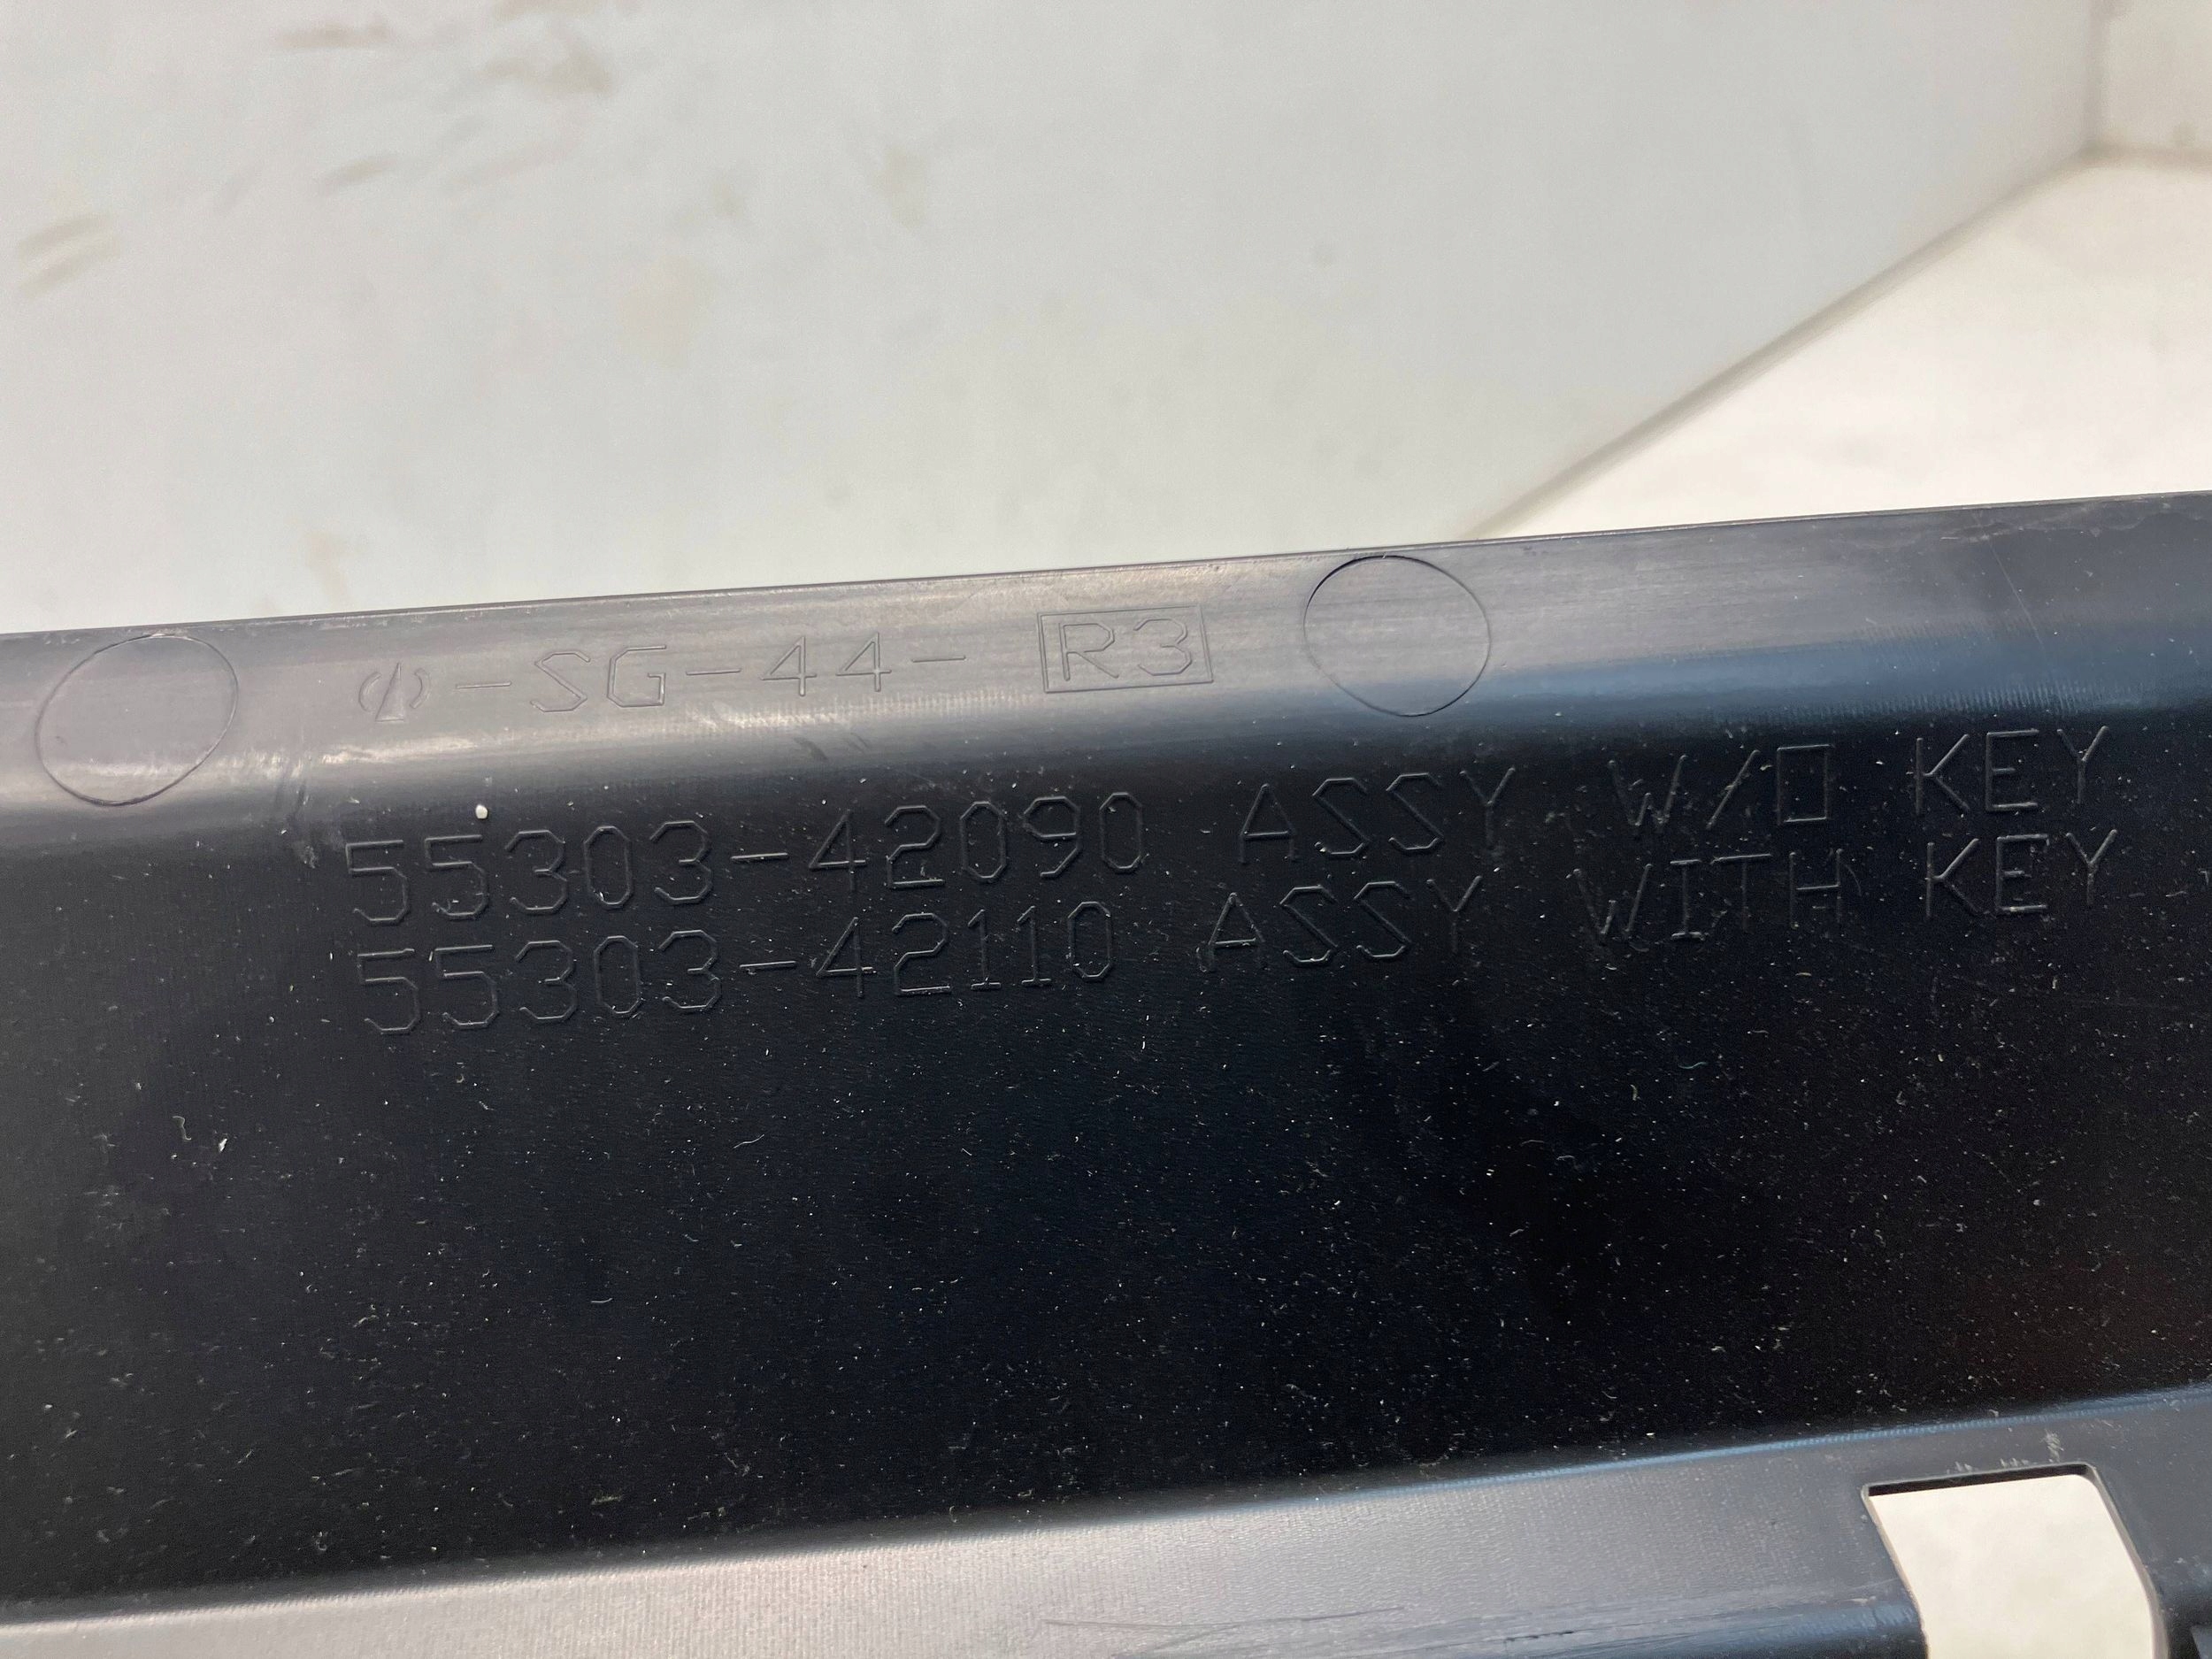 -SG-44- R3
55303-42090 ASSY W/O KEY
55303-42110 ASSY WITH KEY